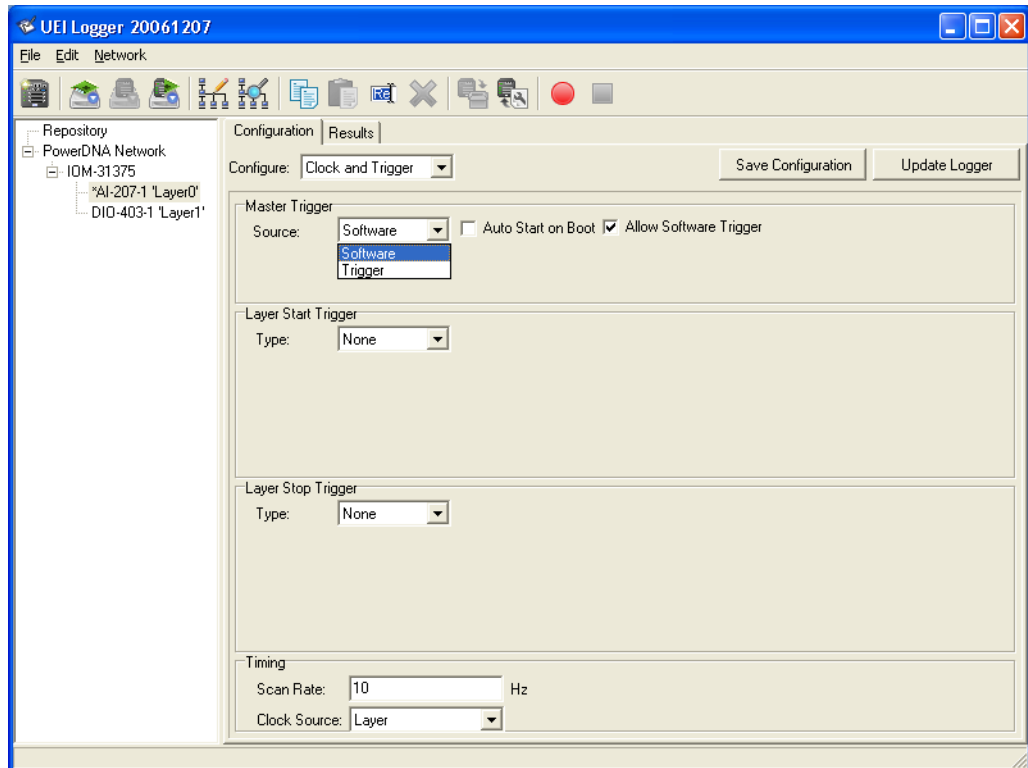 UEI Logger 20061207
File Edit Network
Repository
PowerDNA Network
IOM-31375
*AI-207-1 'Layer0'
DIO-403-1 'Layer1'
Configuration Results
Configure: Clock and Trigger Save Configuration Update Logger
Master Trigger
Source: Software Auto Start on Boot Allow Software Trigger
Software
Trigger
Layer Start Trigger
Type: None
Layer Stop Trigger
Type: None
Timing
Scan Rate: 10 Hz
Clock Source: Layer